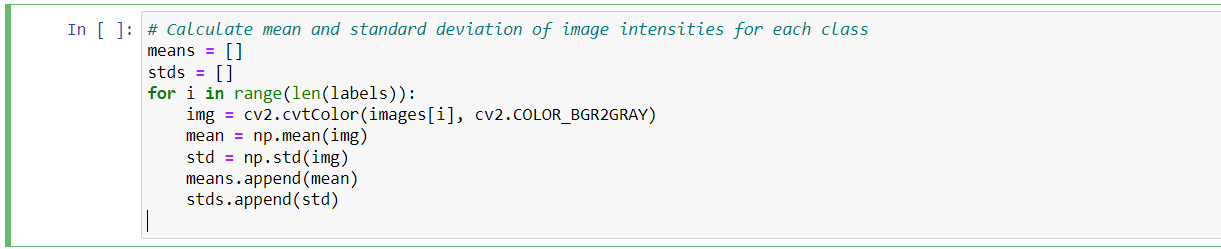 In [ ]: # Calculate mean and standard deviation of image intensities for each class
means = []
stds = []
for i in range(len(labels)):
    img = cv2.cvtColor(images[i], cv2.COLOR_BGR2GRAY)
    mean = np.mean(img)
    std = np.std(img)
    means.append(mean)
    stds.append(std)